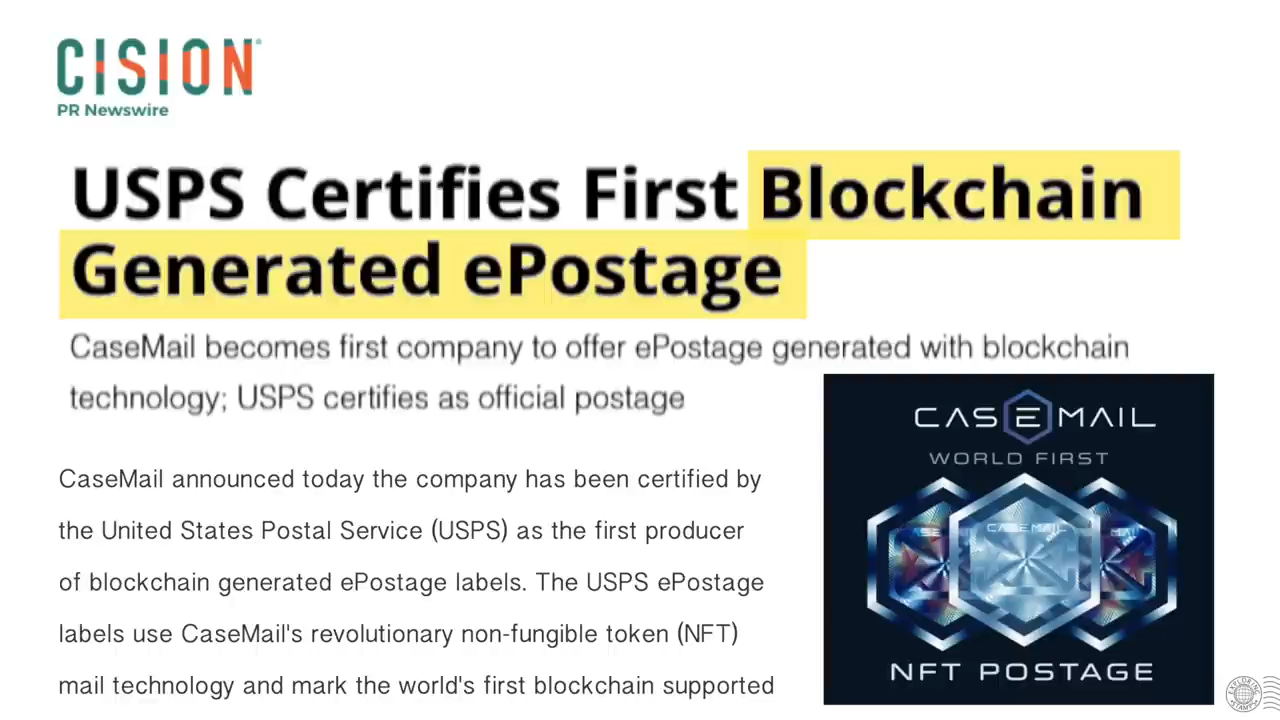 CISION
PR Newswire
USPS Certifies First Blockchain
Generated ePostage
CaseMail becomes first company to offer ePostage generated with blockchain
technology; USPS certifies as official postage
CaseMail announced today the company has been certified by
the United States Postal Service (USPS) as the first producer
of blockchain generated ePostage labels. The USPS ePostage
labels use CaseMail's revolutionary non-fungible token (NFT)
mail technology and mark the world's first blockchain supported
CASEMAIL
WORLD FIRST
CASEMAIL
NFT POSTAGE